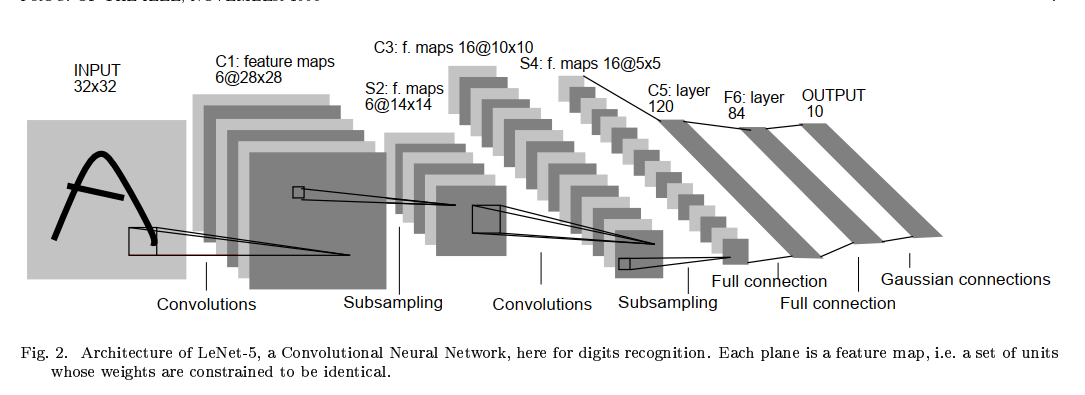 INPUT
32x32
C1: feature maps
6@28x28
S2: f. maps
6@14x14
C3: f. maps 16@10x10
S4: f. maps 16@5x5
C5: layer
120
F6: layer
84
OUTPUT
10
Convolutions
Subsampling
Convolutions
Subsampling
Full connection
Full connection
Gaussian connections
Fig. 2. Architecture of LeNet-5, a Convolutional Neural Network, here for digits recognition. Each plane is a feature map, i.e. a set of units
whose weights are constrained to be identical.